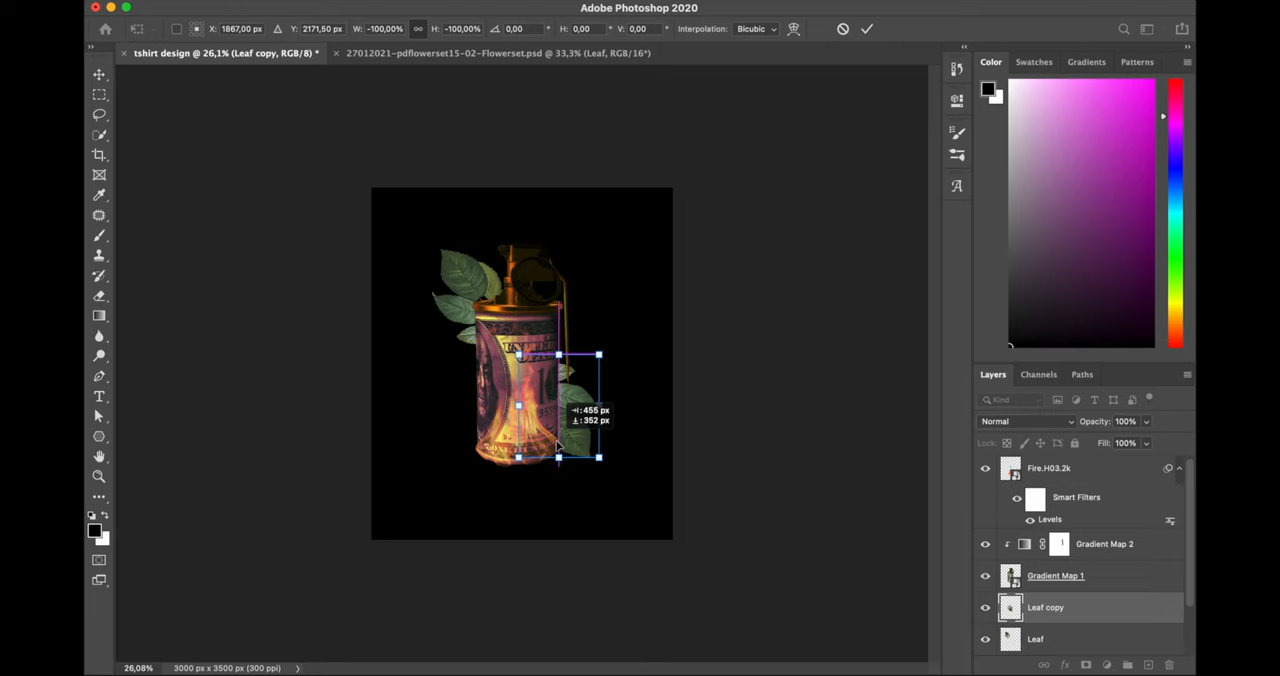 Adobe Photoshop 2020
X: 1867,00 px Y: 2171,50 px W: -100,00% H: -100,00% 0,00 ° H: 0,00 ° V: 0,00 ° Interpolation: Bicubic
tshirt design @ 26,1% (Leaf copy, RGB/8) * 27012021-pdflowerset15-02-Flowerset.psd @ 33,3% (Leaf, RGB/16*)
Color Swatches Gradients Patterns
455 px
352 px
Layers Channels Paths
Kind
Normal Opacity: 100%
Lock: Fill: 100%
Fire.H03.2k
Smart Filters
Levels
Gradient Map 2
Gradient Map 1
Leaf copy
Leaf
26,08% 3000 px x 3500 px (300 ppi)